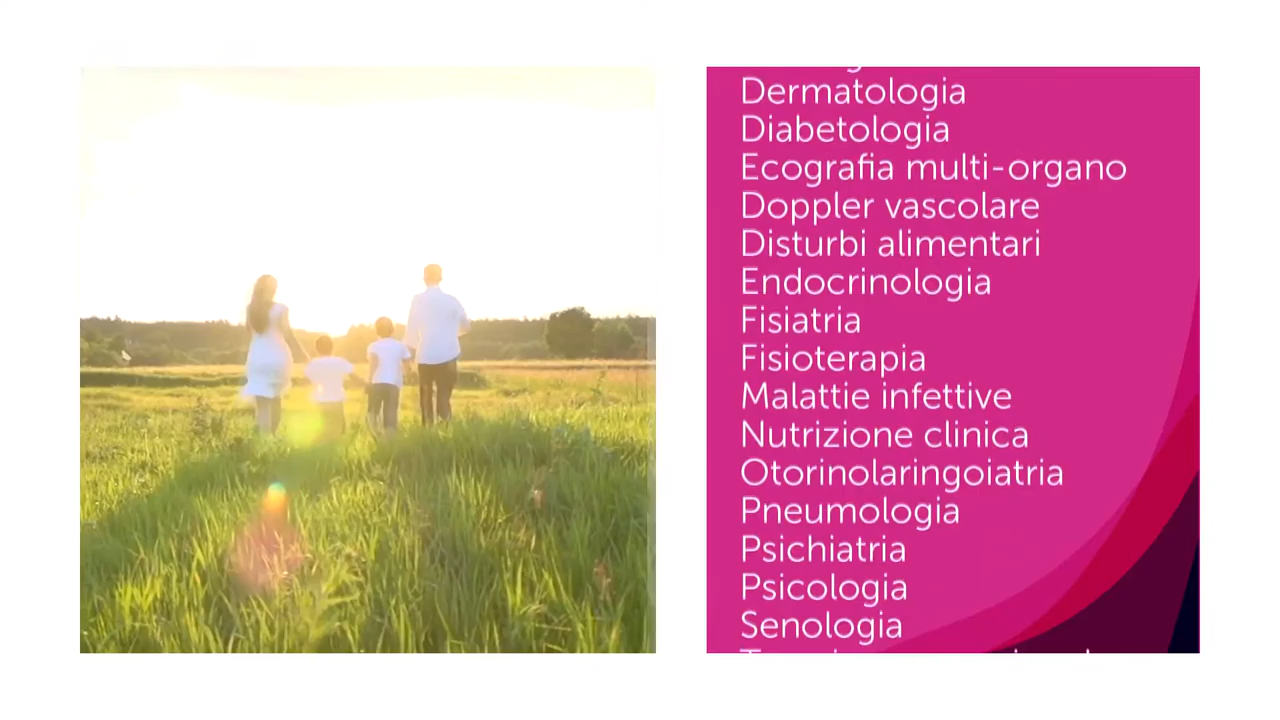 Dermatologia
Diabetologia
Ecografia multi-organo
Doppler vascolare
Disturbi alimentari
Endocrinologia
Fisiatria
Fisioterapia
Malattie infettive
Nutrizione clinica
Otorinolaringoiatria
Pneumologia
Psichiatria
Psicologia
Senologia